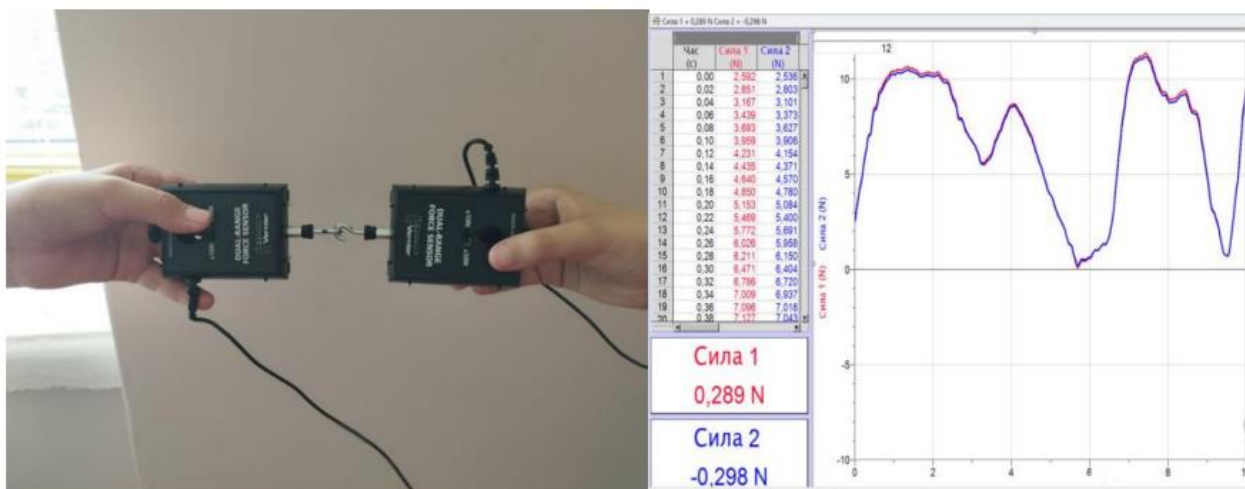 DUAL-RANGE
FORCE SENSOR
Vernier
DUAL-RANGE
FORCE SENSOR
Vernier
Сила 1 = 0,289 N Сила 2 = -0,298 N
Час Сила 1 Сила 2
(с) (N) (N)
1 0,00 2,592 2,536
2 0,02 2,851 2,803
3 0,04 3,167 3,101
4 0,06 3,439 3,373
5 0,08 3,693 3,627
6 0,10 3,959 3,906
7 0,12 4,231 4,154
8 0,14 4,435 4,371
9 0,16 4,640 4,570
10 0,18 4,850 4,780
11 0,20 5,153 5,084
12 0,22 5,469 5,400
13 0,24 5,772 5,691
14 0,26 6,026 5,958
15 0,28 6,211 6,150
16 0,30 6,471 6,404
17 0,32 6,786 6,720
18 0,34 7,009 6,937
19 0,36 7,096 7,018
20 0,38 7,127 7,043
Сила 1
0,289 N
Сила 2
-0,298 N
12
10
5
0
-5
-10
Сила 1 (N) Сила 2 (N)
0 2 4 6 8